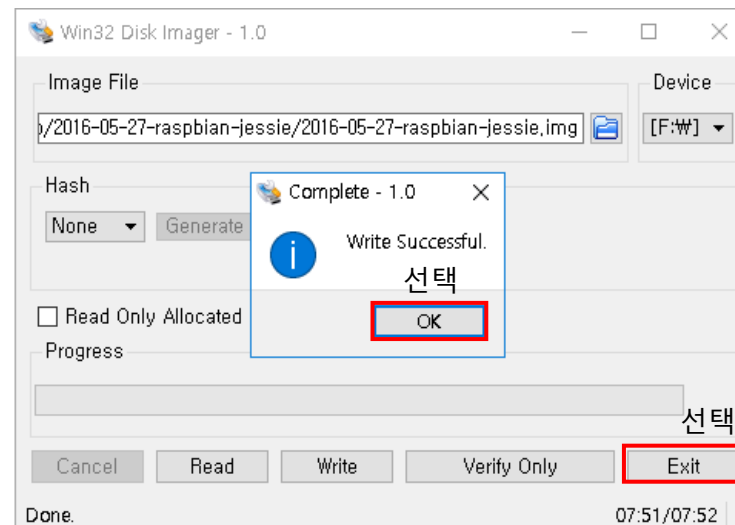 Win32 Disk Imager - 1.0
Image File
Device
p/2016-05-27-raspbian-jessie/2016-05-27-raspbian-jessie,img
[F:₩]
Hash
None
Generate
Complete - 1.0
Write Successful.
선택
OK
Read Only Allocated
Progress
선택
Cancel
Read
Write
Verify Only
Exit
Done.
07:51/07:52